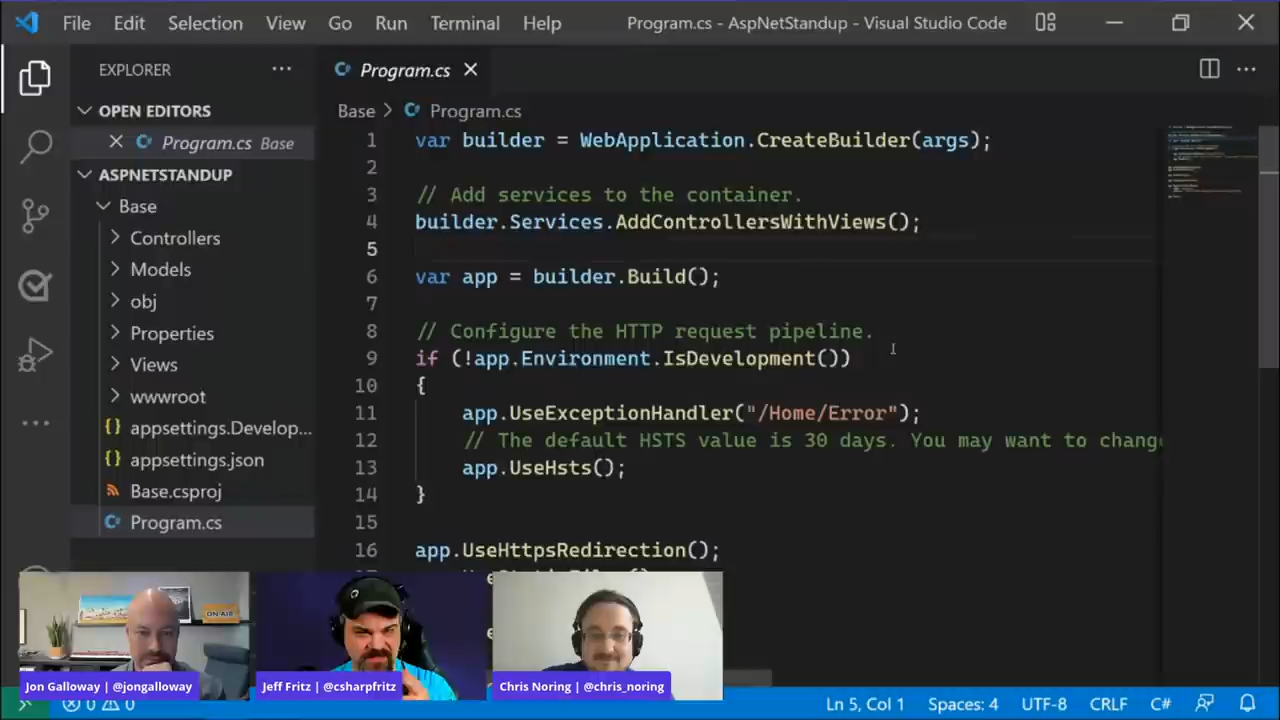 File Edit Selection View Go Run Terminal Help Program.cs - AspNetStandup - Visual Studio Code
EXPLORER
OPEN EDITORS
Program.cs Base
ASPNETSTANDUP
Base
Controllers
Models
obj
Properties
Views
wwwroot
{} appsettings.Develop...
{} appsettings.json
Base.csproj
C# Program.cs
C# Program.cs
Base > C# Program.cs
1 var builder = WebApplication.CreateBuilder(args);
2
3 // Add services to the container.
4 builder.Services.AddControllersWithViews();
5
6 var app = builder.Build();
7
8 // Configure the HTTP request pipeline.
9 if (!app.Environment.IsDevelopment())
10 {
11 app.UseExceptionHandler("/Home/Error");
12 // The default HSTS value is 30 days. You may want to chang
13 app.UseHsts();
14 }
15
16 app.UseHttpsRedirection();
ON-AIR
Jon Galloway | @jongalloway
Jeff Fritz | @csharpfritz
Chris Noring | @chris_noring
0 0 Ln 5, Col 1 Spaces: 4 UTF-8 CRLF C#